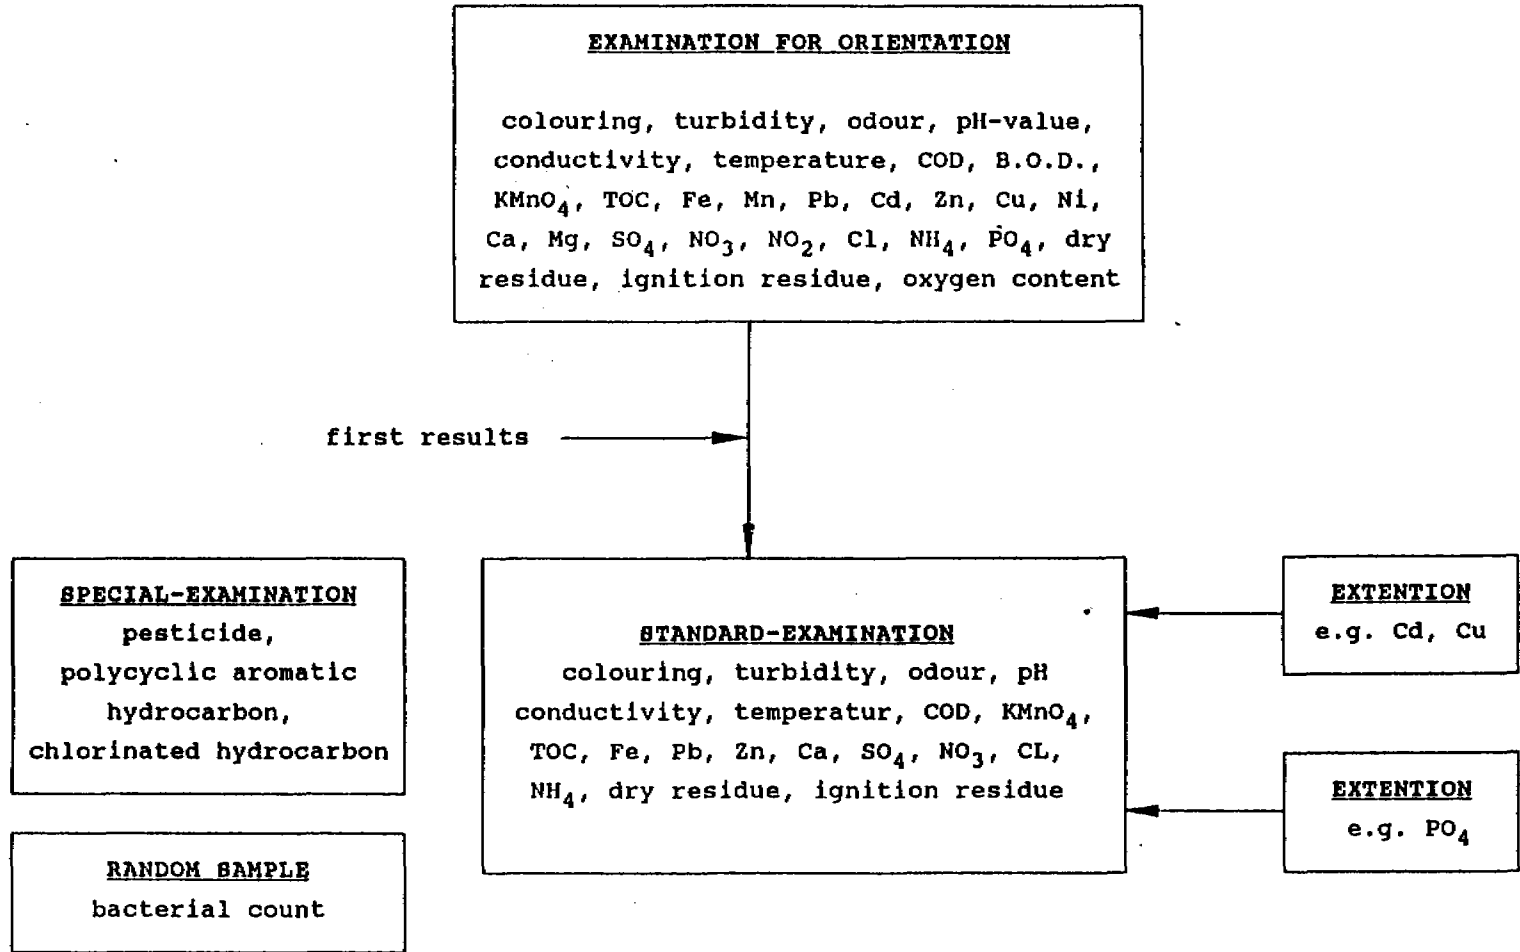 EXAMINATION FOR ORIENTATION
colouring, turbidity, odour, pH-value,
conductivity, temperature, COD, B.O.D.,
KMnO₄, TOC, Fe, Mn, Pb, Cd, Zn, Cu, Ni,
Ca, Mg, SO₄, NO₃, NO₂, Cl, NH₄, PO₄, dry
residue, ignition residue, oxygen content
first results
SPECIAL-EXAMINATION
pesticide,
polycyclic aromatic
hydrocarbon,
chlorinated hydrocarbon
RANDOM SAMPLE
bacterial count
STANDARD-EXAMINATION
colouring, turbidity, odour, pH
conductivity, temperatur, COD, KMnO₄,
TOC, Fe, Pb, Zn, Ca, SO₄, NO₃, CL,
NH₄, dry residue, ignition residue
EXTENTION
e.g. Cd, Cu
EXTENTION
e.g. PO₄